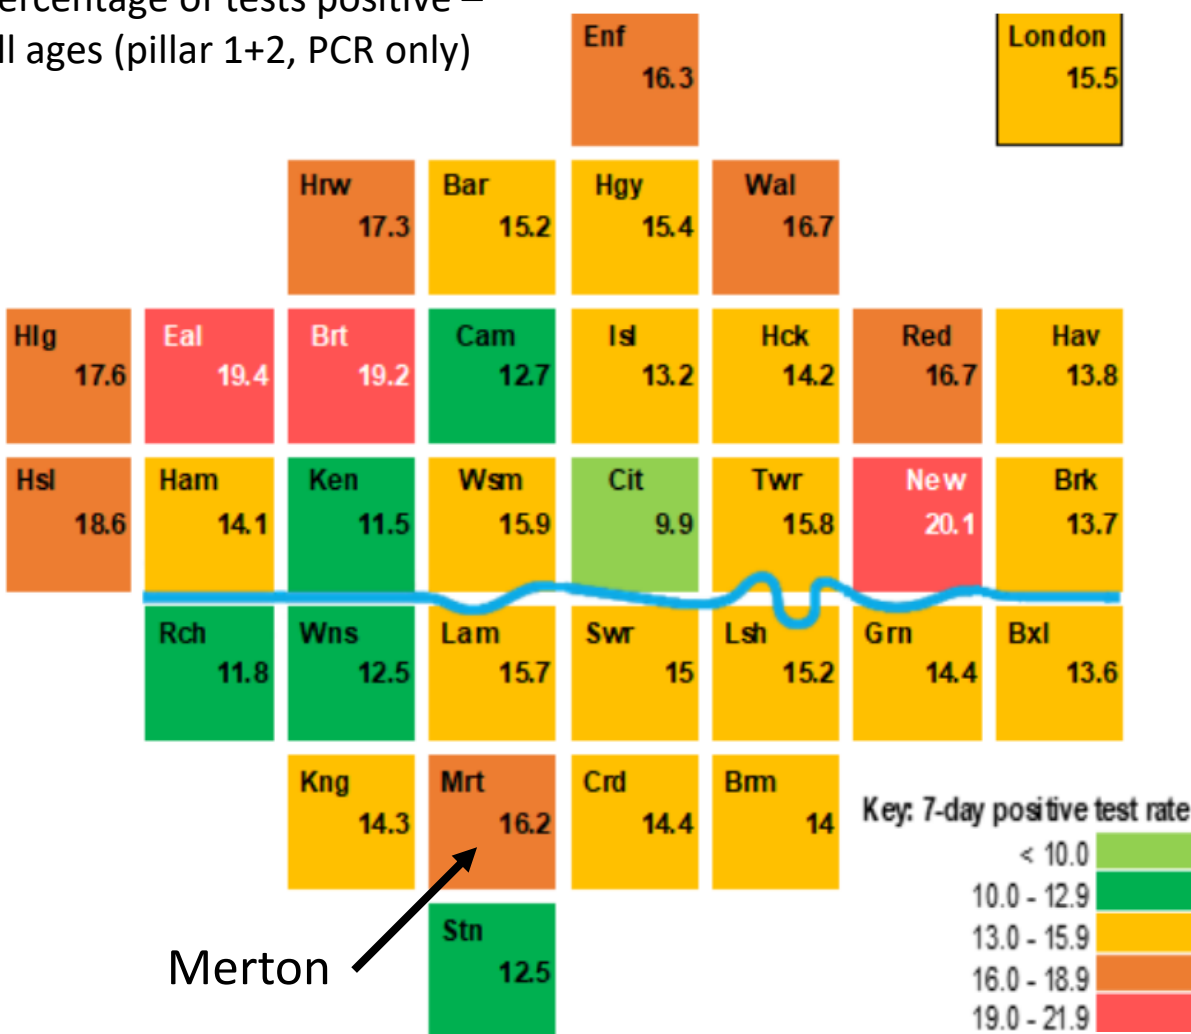 ercentage of tests positive –
ll ages (pillar 1+2, PCR only)
Enf
16.3
London
15.5
Hrw
17.3
Bar
15.2
Hgy
15.4
Wal
16.7
Hlg
17.6
Eal
19.4
Brt
19.2
Cam
12.7
Isl
13.2
Hck
14.2
Red
16.7
Hav
13.8
Hsl
18.6
Ham
14.1
Ken
11.5
Wsm
15.9
Cit
9.9
Twr
15.8
New
20.1
Brk
13.7
Rch
11.8
Wns
12.5
Lam
15.7
Swr
15
Lsh
15.2
Grn
14.4
Bxl
13.6
Kng
14.3
Mrt
16.2
Crd
14.4
Brm
14
Key: 7-day positive test rate
< 10.0
10.0 - 12.9
13.0 - 15.9
16.0 - 18.9
19.0 - 21.9
Merton
Stn
12.5